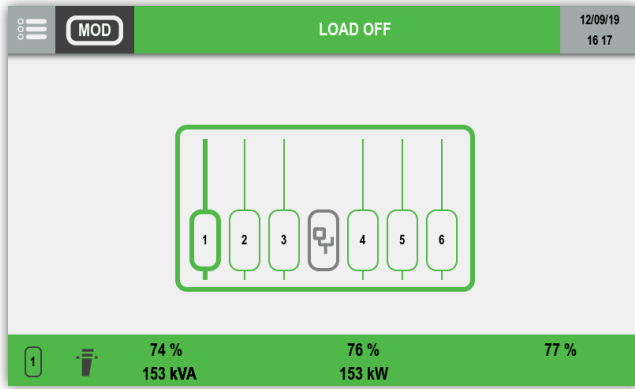 MOD
LOAD OFF
12/09/19
16 17
1 2 3 4 5 6
1
74 % 76 % 77 %
153 kVA 153 kW